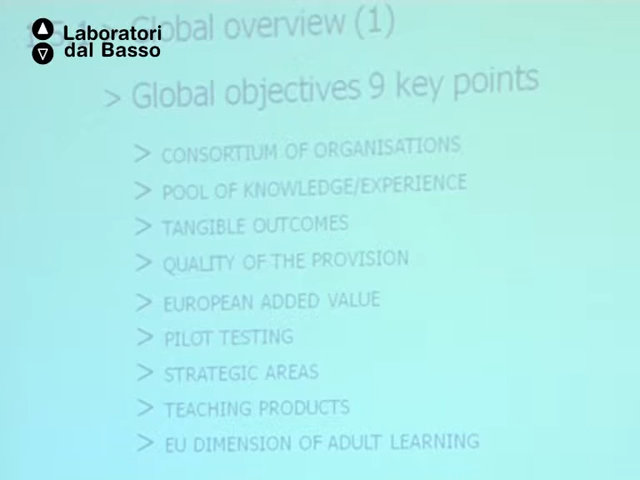 Laboratori
dal Basso
Global overview (1)
> Global objectives 9 key points
> CONSORTIUM OF ORGANISATIONS
> POOL OF KNOWLEDGE/EXPERIENCE
> TANGIBLE OUTCOMES
> QUALITY OF THE PROVISION
> EUROPEAN ADDED VALUE
> PILOT TESTING
> STRATEGIC AREAS
> TEACHING PRODUCTS
> EU DIMENSION OF ADULT LEARNING